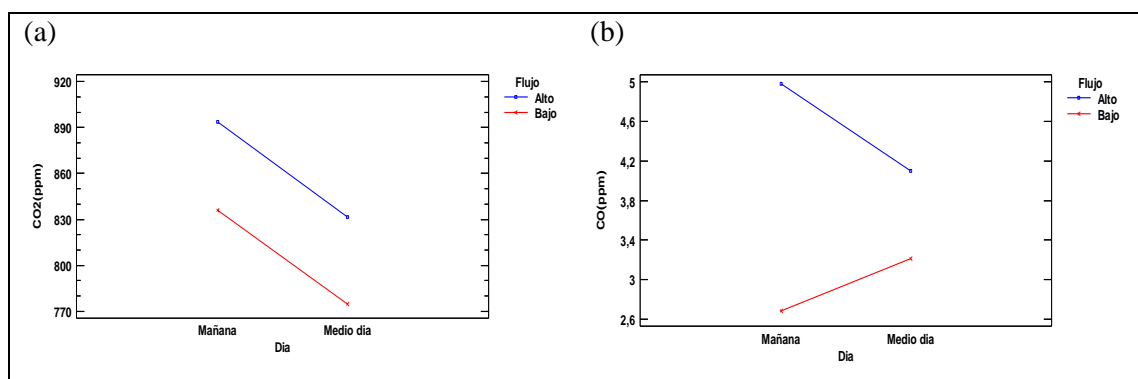 (a)
920
890
860
830
800
770
CO2(ppm)
Mañana
Medio dia
Dia
Flujo
Alto
Bajo
(b)
5
4,6
4,2
3,8
3,4
3
2,6
CO(ppm)
Mañana
Medio dia
Dia
Flujo
Alto
Bajo